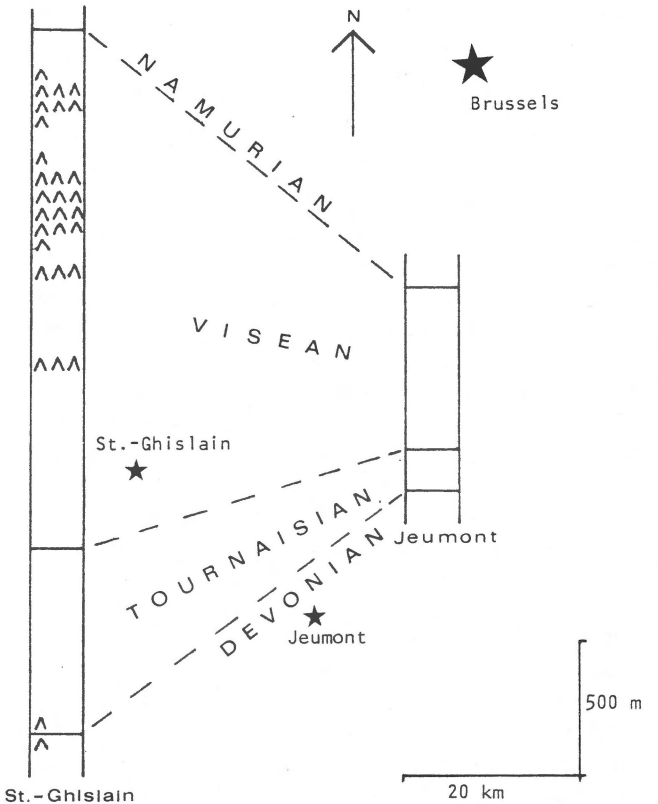 N
Brussels
NAMURIAN
VISEAN
St.-Ghislain
TOURNAISIAN
DEVONIAN
Jeumont
Jeumont
500 m
20 km
St.-Ghislain